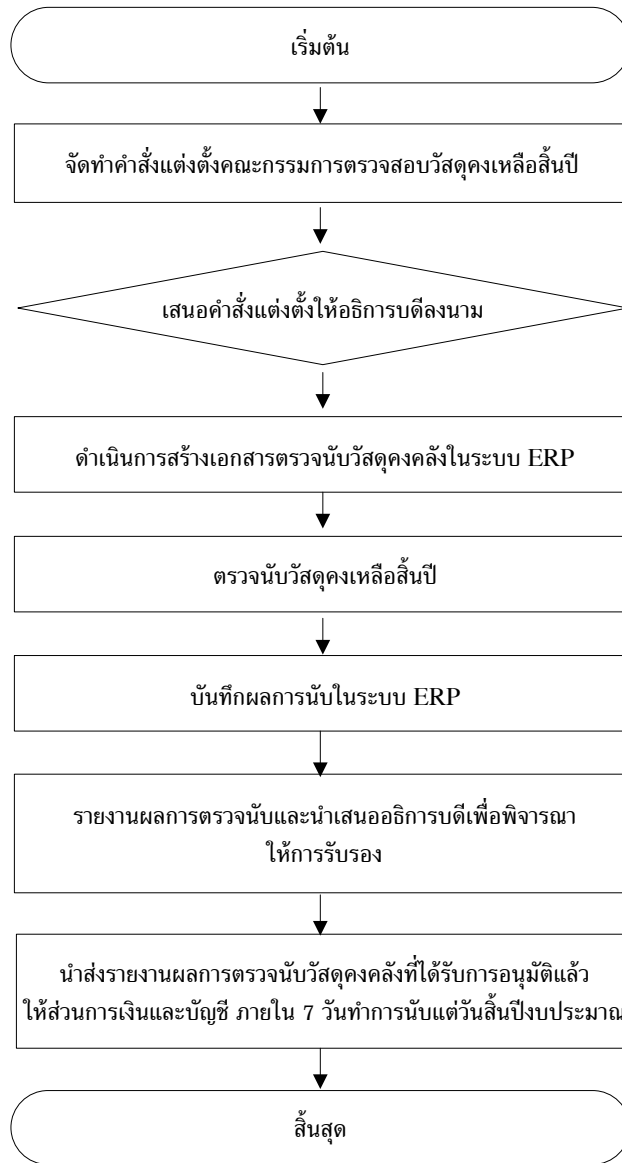 เริ่มต้น
จัดทำคำสั่งแต่งตั้งคณะกรรมการตรวจสอบวัสดุคงเหลือสิ้นปี
เสนอคำสั่งแต่งตั้งให้อธิการบดีลงนาม
ดำเนินการสร้างเอกสารตรวจนับวัสดุคงคลังในระบบ ERP
ตรวจนับวัสดุคงเหลือสิ้นปี
บันทึกผลการนับในระบบ ERP
รายงานผลการตรวจนับและนำเสนออธิการบดีเพื่อพิจารณา
ให้การรับรอง
นำส่งรายงานผลการตรวจนับวัสดุคงคลังที่ได้รับการอนุมัติแล้ว
ให้ส่วนการเงินและบัญชี ภายใน 7 วันทำการนับแต่วันสิ้นปีงบประมาณ
สิ้นสุด